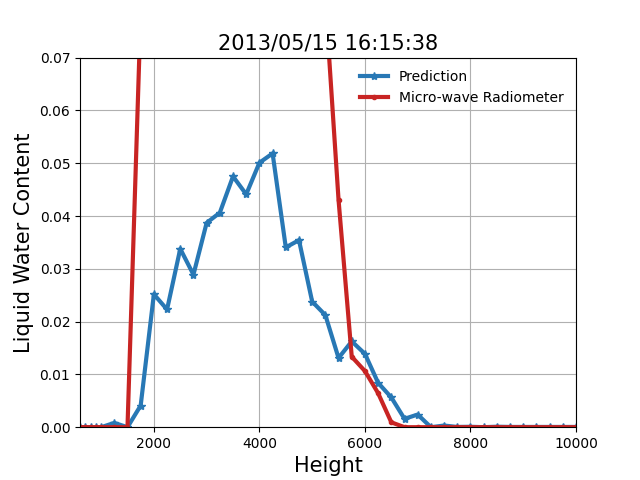 2013/05/15 16:15:38
Prediction
Micro-wave Radiometer
Liquid Water Content
0.07
0.06
0.05
0.04
0.03
0.02
0.01
0.00
2000 4000 6000 8000 10000
Height